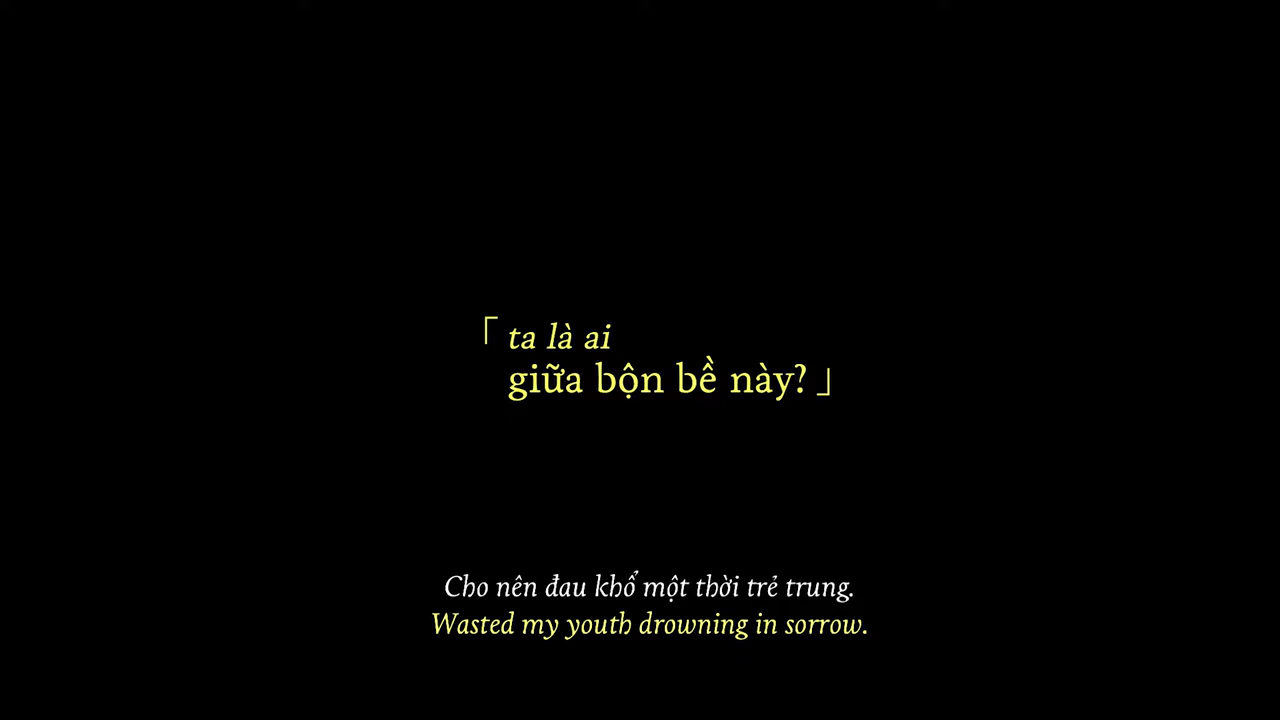 「ta là ai
giữa bộn bề này?」
Cho nên đau khổ một thời trẻ trung.
Wasted my youth drowning in sorrow.